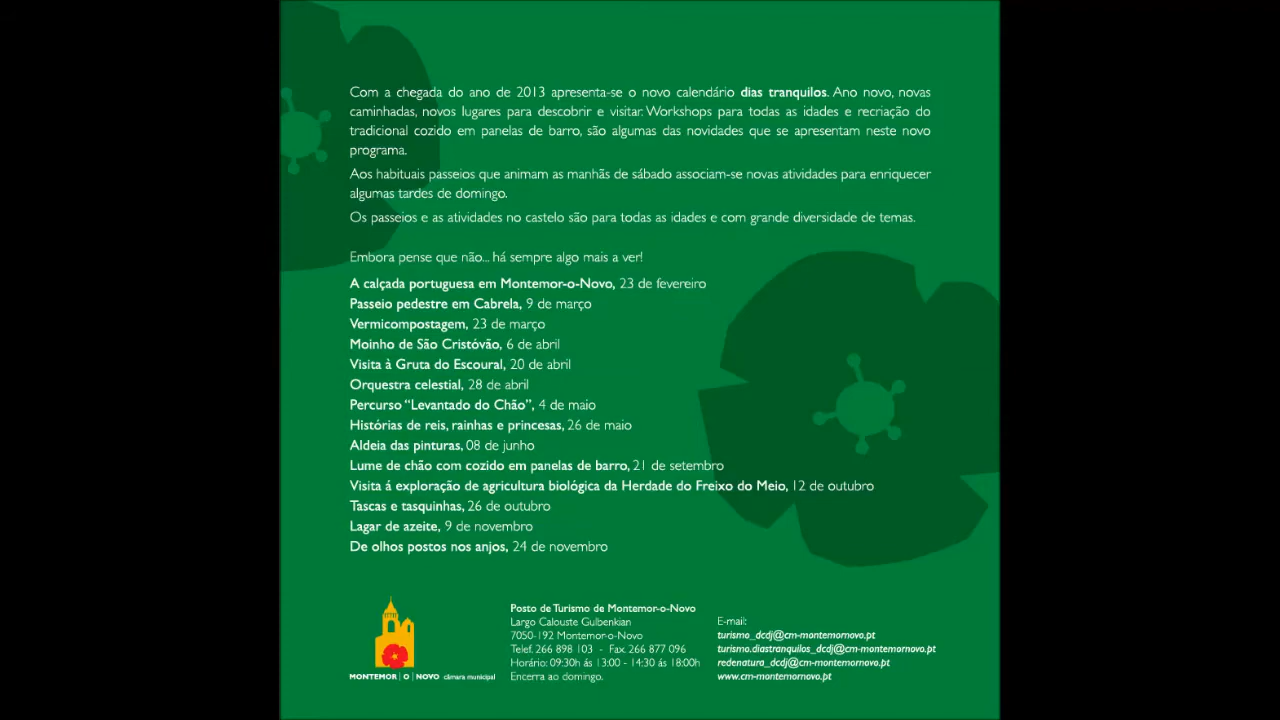 Com a chegada do ano de 2013 apresenta-se o novo calendário dias tranquilos. Ano novo, novas
caminhadas, novos lugares para descobrir e visitar. Workshops para todas as idades e recriação do
tradicional cozido em panelas de barro, são algumas das novidades que se apresentam neste novo
programa.
Aos habituais passeios que animam as manhãs de sábado associam-se novas atividades para enriquecer
algumas tardes de domingo.
Os passeios e as atividades no castelo são para todas as idades e com grande diversidade de temas.
Embora pense que não... há sempre algo mais a ver!
A calçada portuguesa em Montemor-o-Novo, 23 de fevereiro
Passeio pedestre em Cabrela, 9 de março
Vermicompostagem, 23 de março
Moinho de São Cristóvão, 6 de abril
Visita à Gruta do Escoural, 20 de abril
Orquestra celestial, 28 de abril
Percurso “Levantado do Chão”, 4 de maio
Histórias de reis, rainhas e princesas, 26 de maio
Aldeia das pinturas, 08 de junho
Lume de chão com cozido em panelas de barro, 21 de setembro
Visita á exploração de agricultura biológica da Herdade do Freixo do Meio, 12 de outubro
Tascas e tasquinhas, 26 de outubro
Lagar de azeite, 9 de novembro
De olhos postos nos anjos, 24 de novembro
MONTEMOR | O | NOVO câmara municipal
Posto de Turismo de Montemor-o-Novo
Largo Calouste Gulbenkian
7050-192 Montemor-o-Novo
Telef. 266 898 103 - Fax. 266 877 096
Horário: 09:30h ás 13:00 - 14:30 ás 18:00h
Encerra ao domingo.
E-mail:
turismo_dcdj@cm-montemornovo.pt
turismo.diastranquilos_dcdj@cm-montemornovo.pt
redenatura_dcdj@cm-montemornovo.pt
www.cm-montemornovo.pt